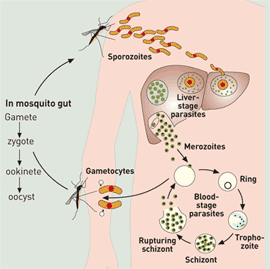 Sporozoites
Liver-
stage
parasites
In mosquito gut
Gamete
zygote
ookinete
oocyst
Merozoites
Gametocytes
Ring
Blood-
stage
parasites
Tropho-
zoite
Rupturing
schizont
Schizont